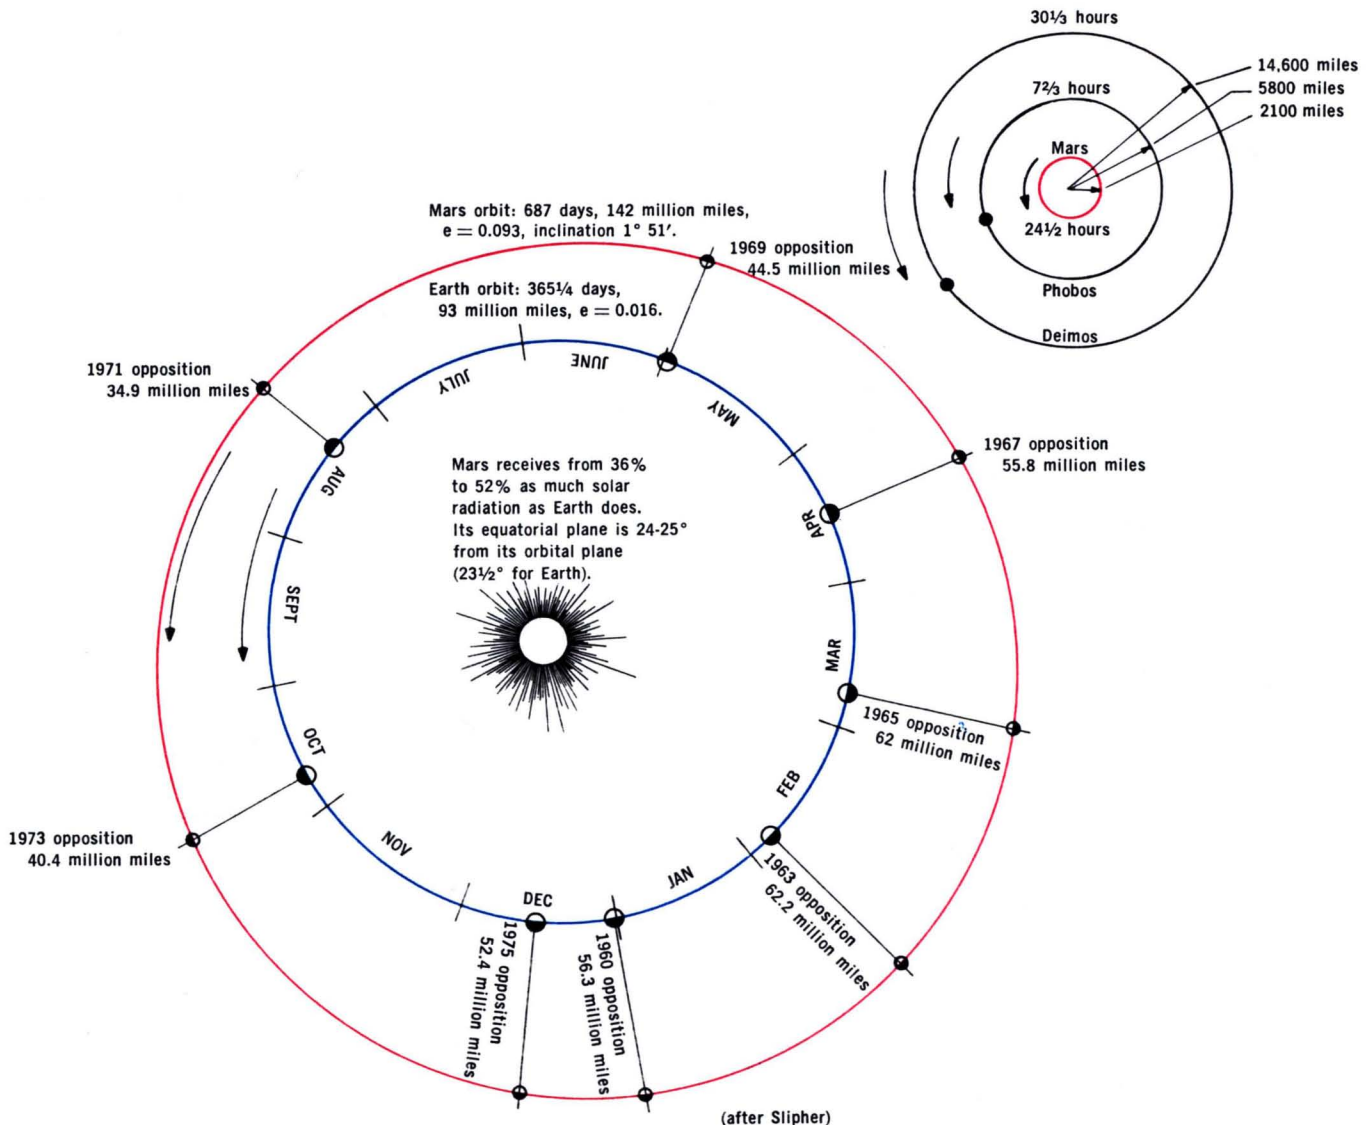 30⅓ hours
14,600 miles
7⅔ hours
5800 miles
2100 miles
Mars
24½ hours
Phobos
Deimos
Mars orbit: 687 days, 142 million miles,
e = 0.093, inclination 1° 51′.
1969 opposition
44.5 million miles
Earth orbit: 365¼ days,
93 million miles, e = 0.016.
JUNE
1971 opposition
34.9 million miles
JULY
MAY
1967 opposition
55.8 million miles
Mars receives from 36%
to 52% as much solar
radiation as Earth does.
Its equatorial plane is 24-25°
from its orbital plane
(23½° for Earth).
AUG
APR
SEPT
MAR
1965 opposition
62 million miles
OCT
FEB
1973 opposition
40.4 million miles
NOV
JAN
DEC
1963 opposition
62.2 million miles
1975 opposition
52.4 million miles
1960 opposition
56.3 million miles
(after Slipher)